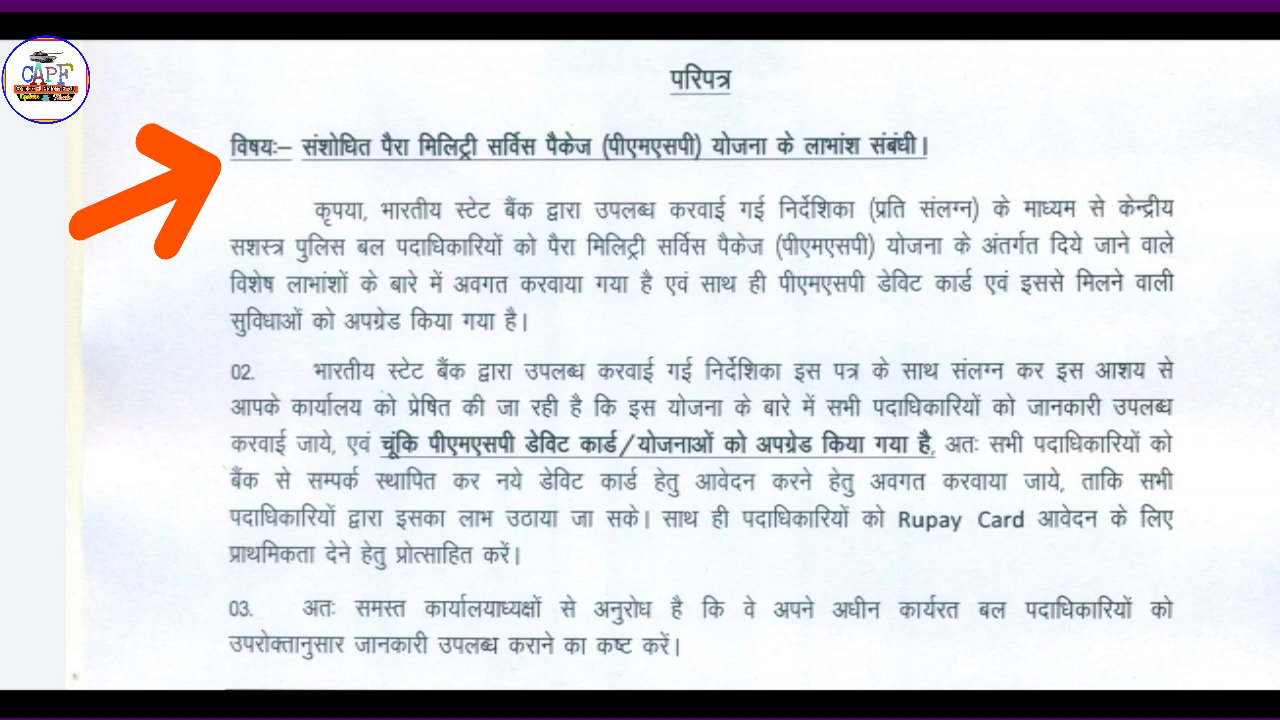 CAPF
परिपत्र
विषयः– संशोधित पैरा मिलिट्री सर्विस पैकेज (पीएमएसपी) योजना के लाभांश संबंधी।
कृपया, भारतीय स्टेट बैंक द्वारा उपलब्ध करवाई गई निर्देशिका (प्रति संलग्न) के माध्यम से केन्द्रीय
सशस्त्र पुलिस बल पदाधिकारियों को पैरा मिलिट्री सर्विस पैकेज (पीएमएसपी) योजना के अंतर्गत दिये जाने वाले
विशेष लाभांशों के बारे में अवगत करवाया गया है एवं साथ ही पीएमएसपी डेविट कार्ड एवं इससे मिलने वाली
सुविधाओं को अपग्रेड किया गया है।
02. भारतीय स्टेट बैंक द्वारा उपलब्ध करवाई गई निर्देशिका इस पत्र के साथ संलग्न कर इस आशय से
आपके कार्यालय को प्रेषित की जा रही है कि इस योजना के बारे में सभी पदाधिकारियों को जानकारी उपलब्ध
करवाई जाये, एवं चूंकि पीएमएसपी डेविट कार्ड/योजनाओं को अपग्रेड किया गया है, अतः सभी पदाधिकारियों को
बैंक से सम्पर्क स्थापित कर नये डेविट कार्ड हेतु आवेदन करने हेतु अवगत करवाया जाये, ताकि सभी
पदाधिकारियों द्वारा इसका लाभ उठाया जा सके। साथ ही पदाधिकारियों को Rupay Card आवेदन के लिए
प्राथमिकता देने हेतु प्रोत्साहित करें।
03. अतः समस्त कार्यालयाध्यक्षों से अनुरोध है कि वे अपने अधीन कार्यरत बल पदाधिकारियों को
उपरोक्तानुसार जानकारी उपलब्ध कराने का कष्ट करें।